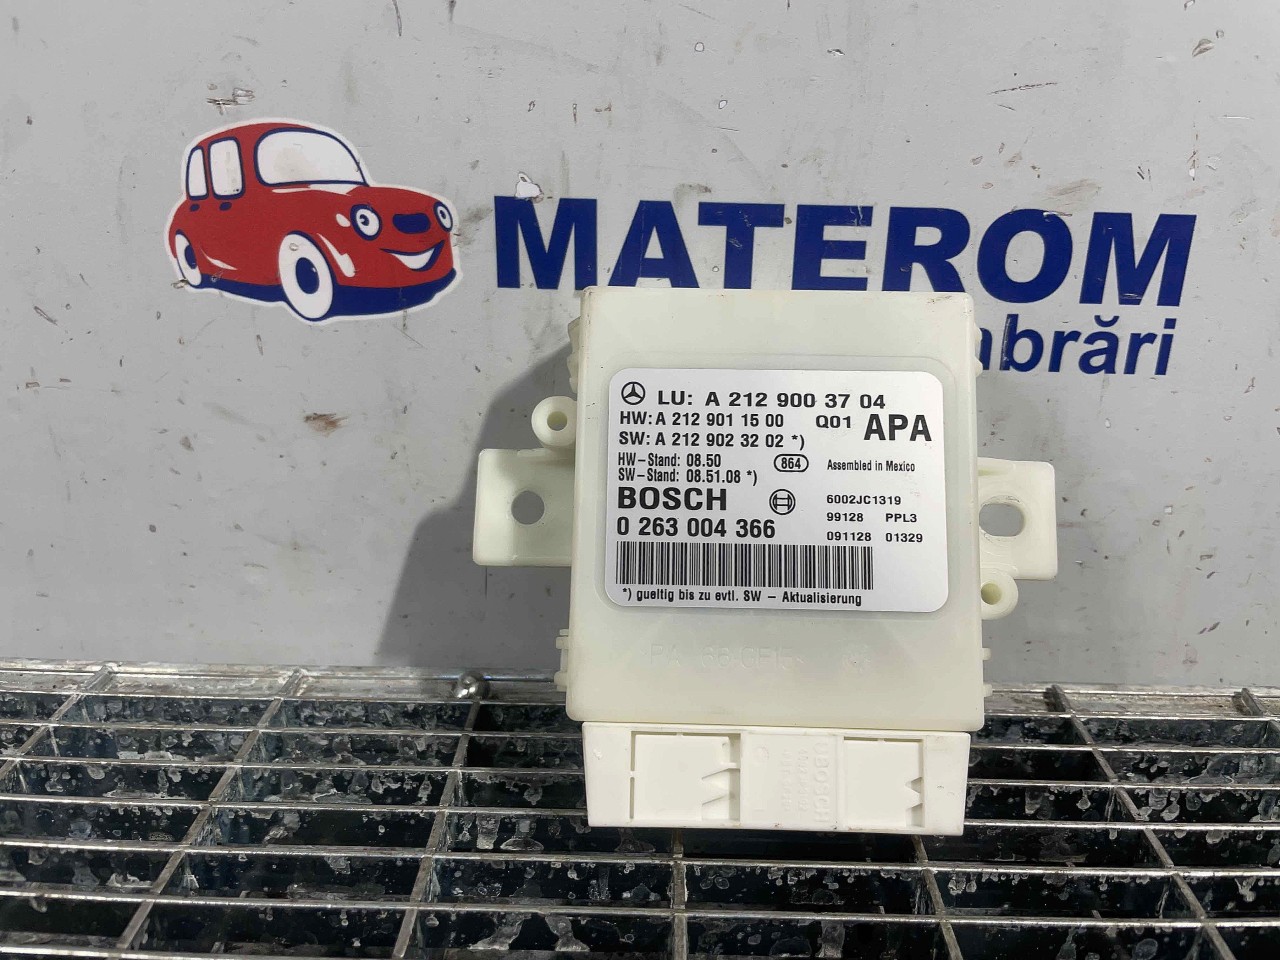 MATEROM
mbrări
LU: A 212 900 37 04
HW: A 212 901 15 00 Q01 APA
SW: A 212 902 32 02 *)
HW-Stand: 08.50 864 Assembled in Mexico
SW-Stand: 08.51.08 *)
BOSCH 6002JC1319
0 263 004 366 99128 PPL3
091128 01329
*) gueltig bis zu evtl. SW - Aktualisierung
BOSCH